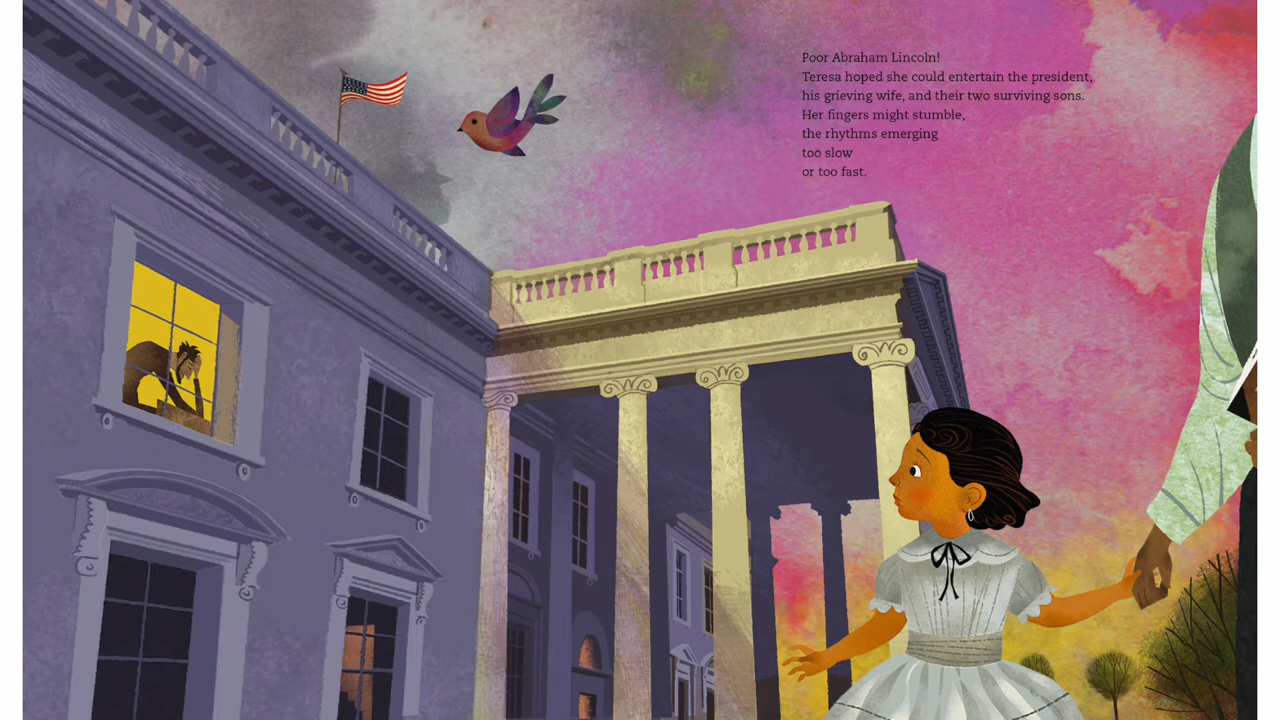 Poor Abraham Lincoln!
Teresa hoped she could entertain the president,
his grieving wife, and their two surviving sons.
Her fingers might stumble,
the rhythms emerging
too slow
or too fast.